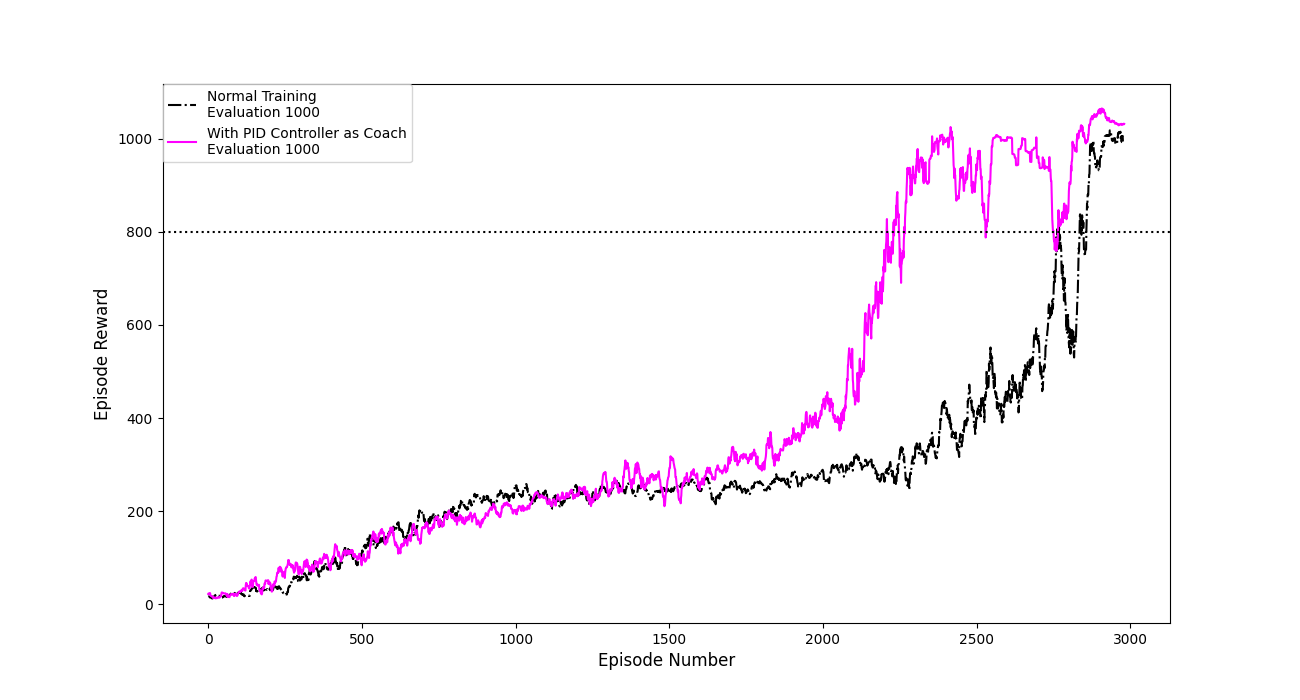 Normal Training
Evaluation 1000
With PID Controller as Coach
Evaluation 1000
1000
800
600
400
200
0
Episode Reward
0 500 1000 1500 2000 2500 3000
Episode Number